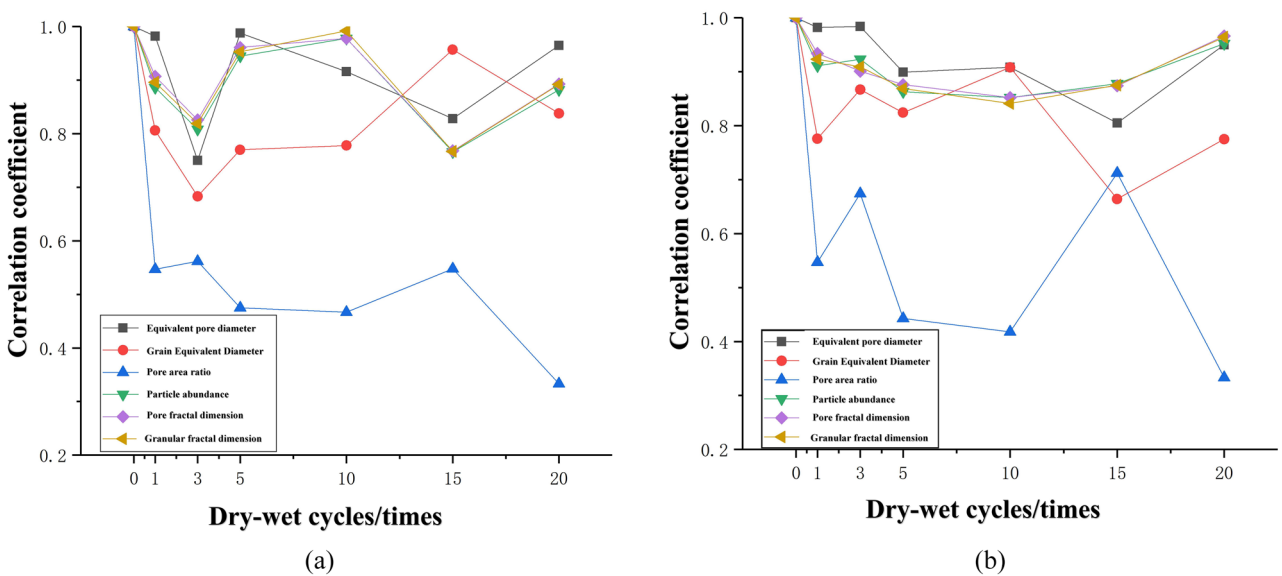 Correlation coefficient
1.0
0.8
0.6
0.4
0.2
Equivalent pore diameter
Grain Equivalent Diameter
Pore area ratio
Particle abundance
Pore fractal dimension
Granular fractal dimension
0 1 3 5 10 15 20
Dry-wet cycles/times
(a)
Correlation coefficient
1.0
0.8
0.6
0.4
0.2
Equivalent pore diameter
Grain Equivalent Diameter
Pore area ratio
Particle abundance
Pore fractal dimension
Granular fractal dimension
0 1 3 5 10 15 20
Dry-wet cycles/times
(b)